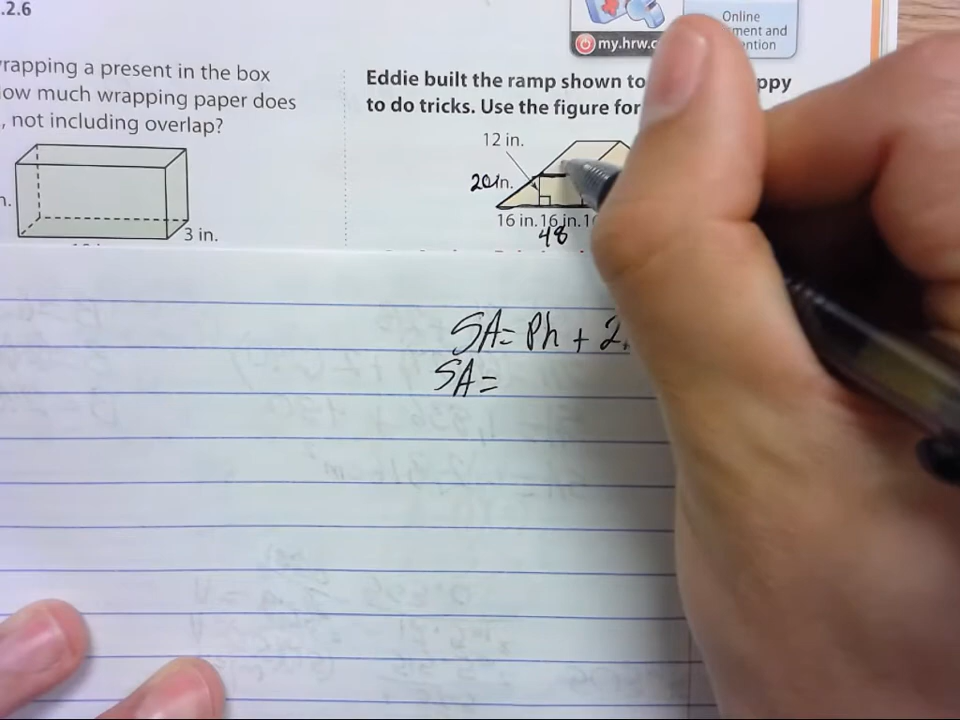 .2.6
Online
my.hrw.c
wrapping a present in the box
ow much wrapping paper does
, not including overlap?
3 in.
Eddie built the ramp shown to
to do tricks. Use the figure for
12 in.
20 in.
16 in. 16 in.
48
SA = Ph + 2
SA =